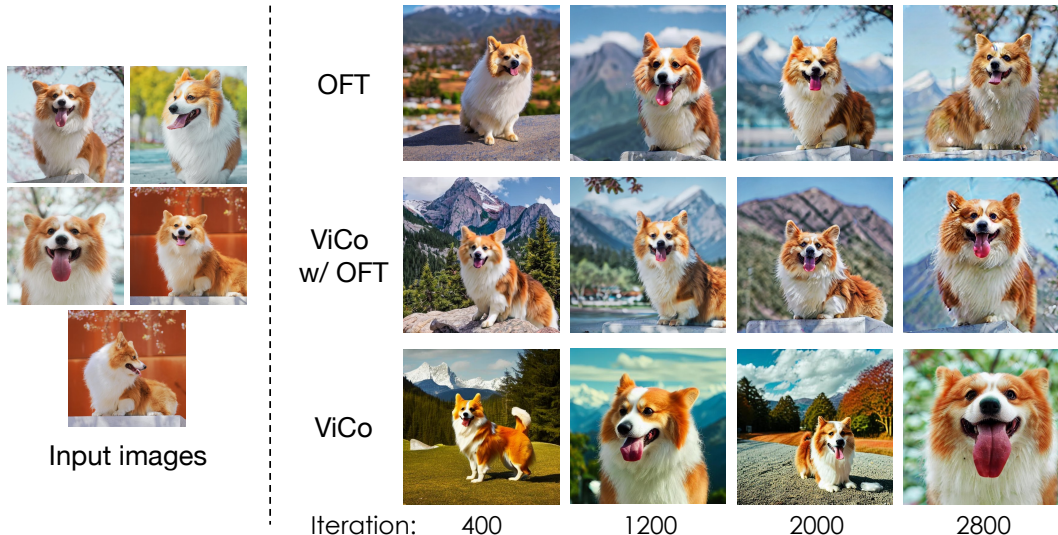 OFT
ViCo
w/ OFT
ViCo
Input images
Iteration: 400 1200 2000 2800